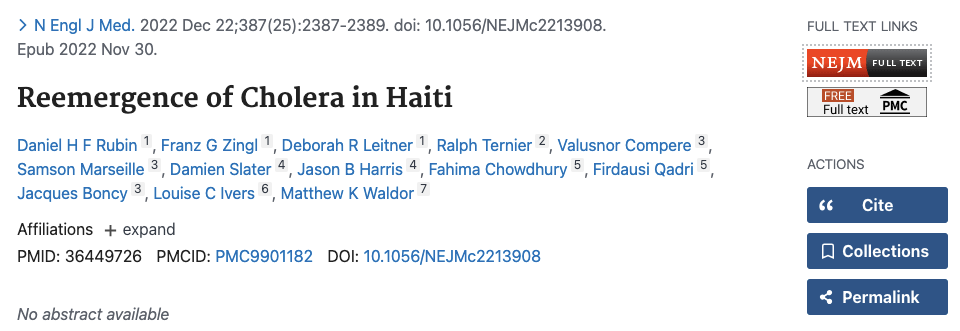 N Engl J Med. 2022 Dec 22;387(25):2387-2389. doi: 10.1056/NEJMc2213908.
Epub 2022 Nov 30.
Reemergence of Cholera in Haiti
Daniel H F Rubin 1, Franz G Zingl 1, Deborah R Leitner 1, Ralph Ternier 2, Valusnor Compere 3,
Samson Marseille 3, Damien Slater 4, Jason B Harris 4, Fahima Chowdhury 5, Firdausi Qadri 5,
Jacques Boncy 3, Louise C Ivers 6, Matthew K Waldor 7
Affiliations + expand
PMID: 36449726 PMCID: PMC9901182 DOI: 10.1056/NEJMc2213908
No abstract available
FULL TEXT LINKS
NEJM FULL TEXT
FREE
Full text PMC
ACTIONS
Cite
Collections
Permalink